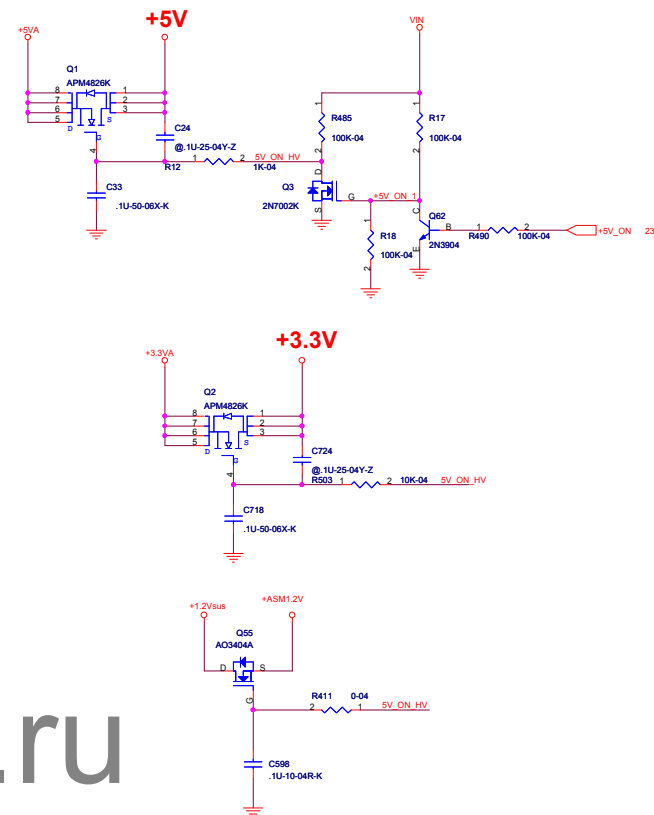 +5VA
+5V
VIN
Q1
APM4826K
8
7
6
5
1
2
3
D
S
G
4
C24
@.1U-25-04Y-Z
R12
1
2
1K-04
5V_ON_HV
C33
.1U-50-06X-K
1
R485
100K-04
2
1
R17
100K-04
2
D
Q3
G
+5V_ON_1
S
2N7002K
1
R18
100K-04
2
C
Q62
B
E
2N3904
1
R490
2
100K-04
+5V_ON
23
+3.3VA
+3.3V
Q2
APM4826K
8
7
6
5
1
2
3
D
S
G
4
C724
@.1U-25-04Y-Z
R503
1
2
10K-04
5V_ON_HV
C718
.1U-50-06X-K
+1.2Vsus
+ASM1.2V
Q55
AO3404A
D
S
G
R411
0-04
2
1
5V_ON_HV
C598
.1U-10-04R-K
.ru